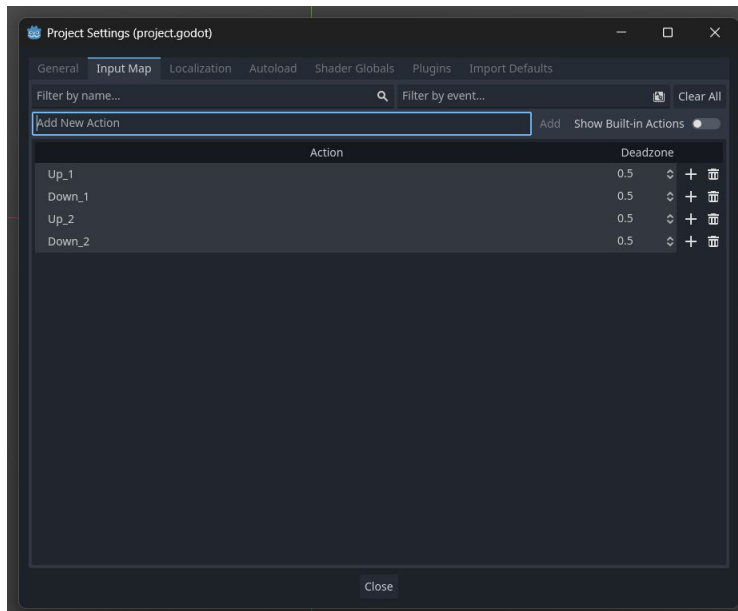 Project Settings (project.godot)
General Input Map Localization Autoload Shader Globals Plugins Import Defaults
Filter by name... Filter by event... Clear All
Add New Action Add Show Built-in Actions
Action Deadzone
Up_1 0.5
Down_1 0.5
Up_2 0.5
Down_2 0.5
Close